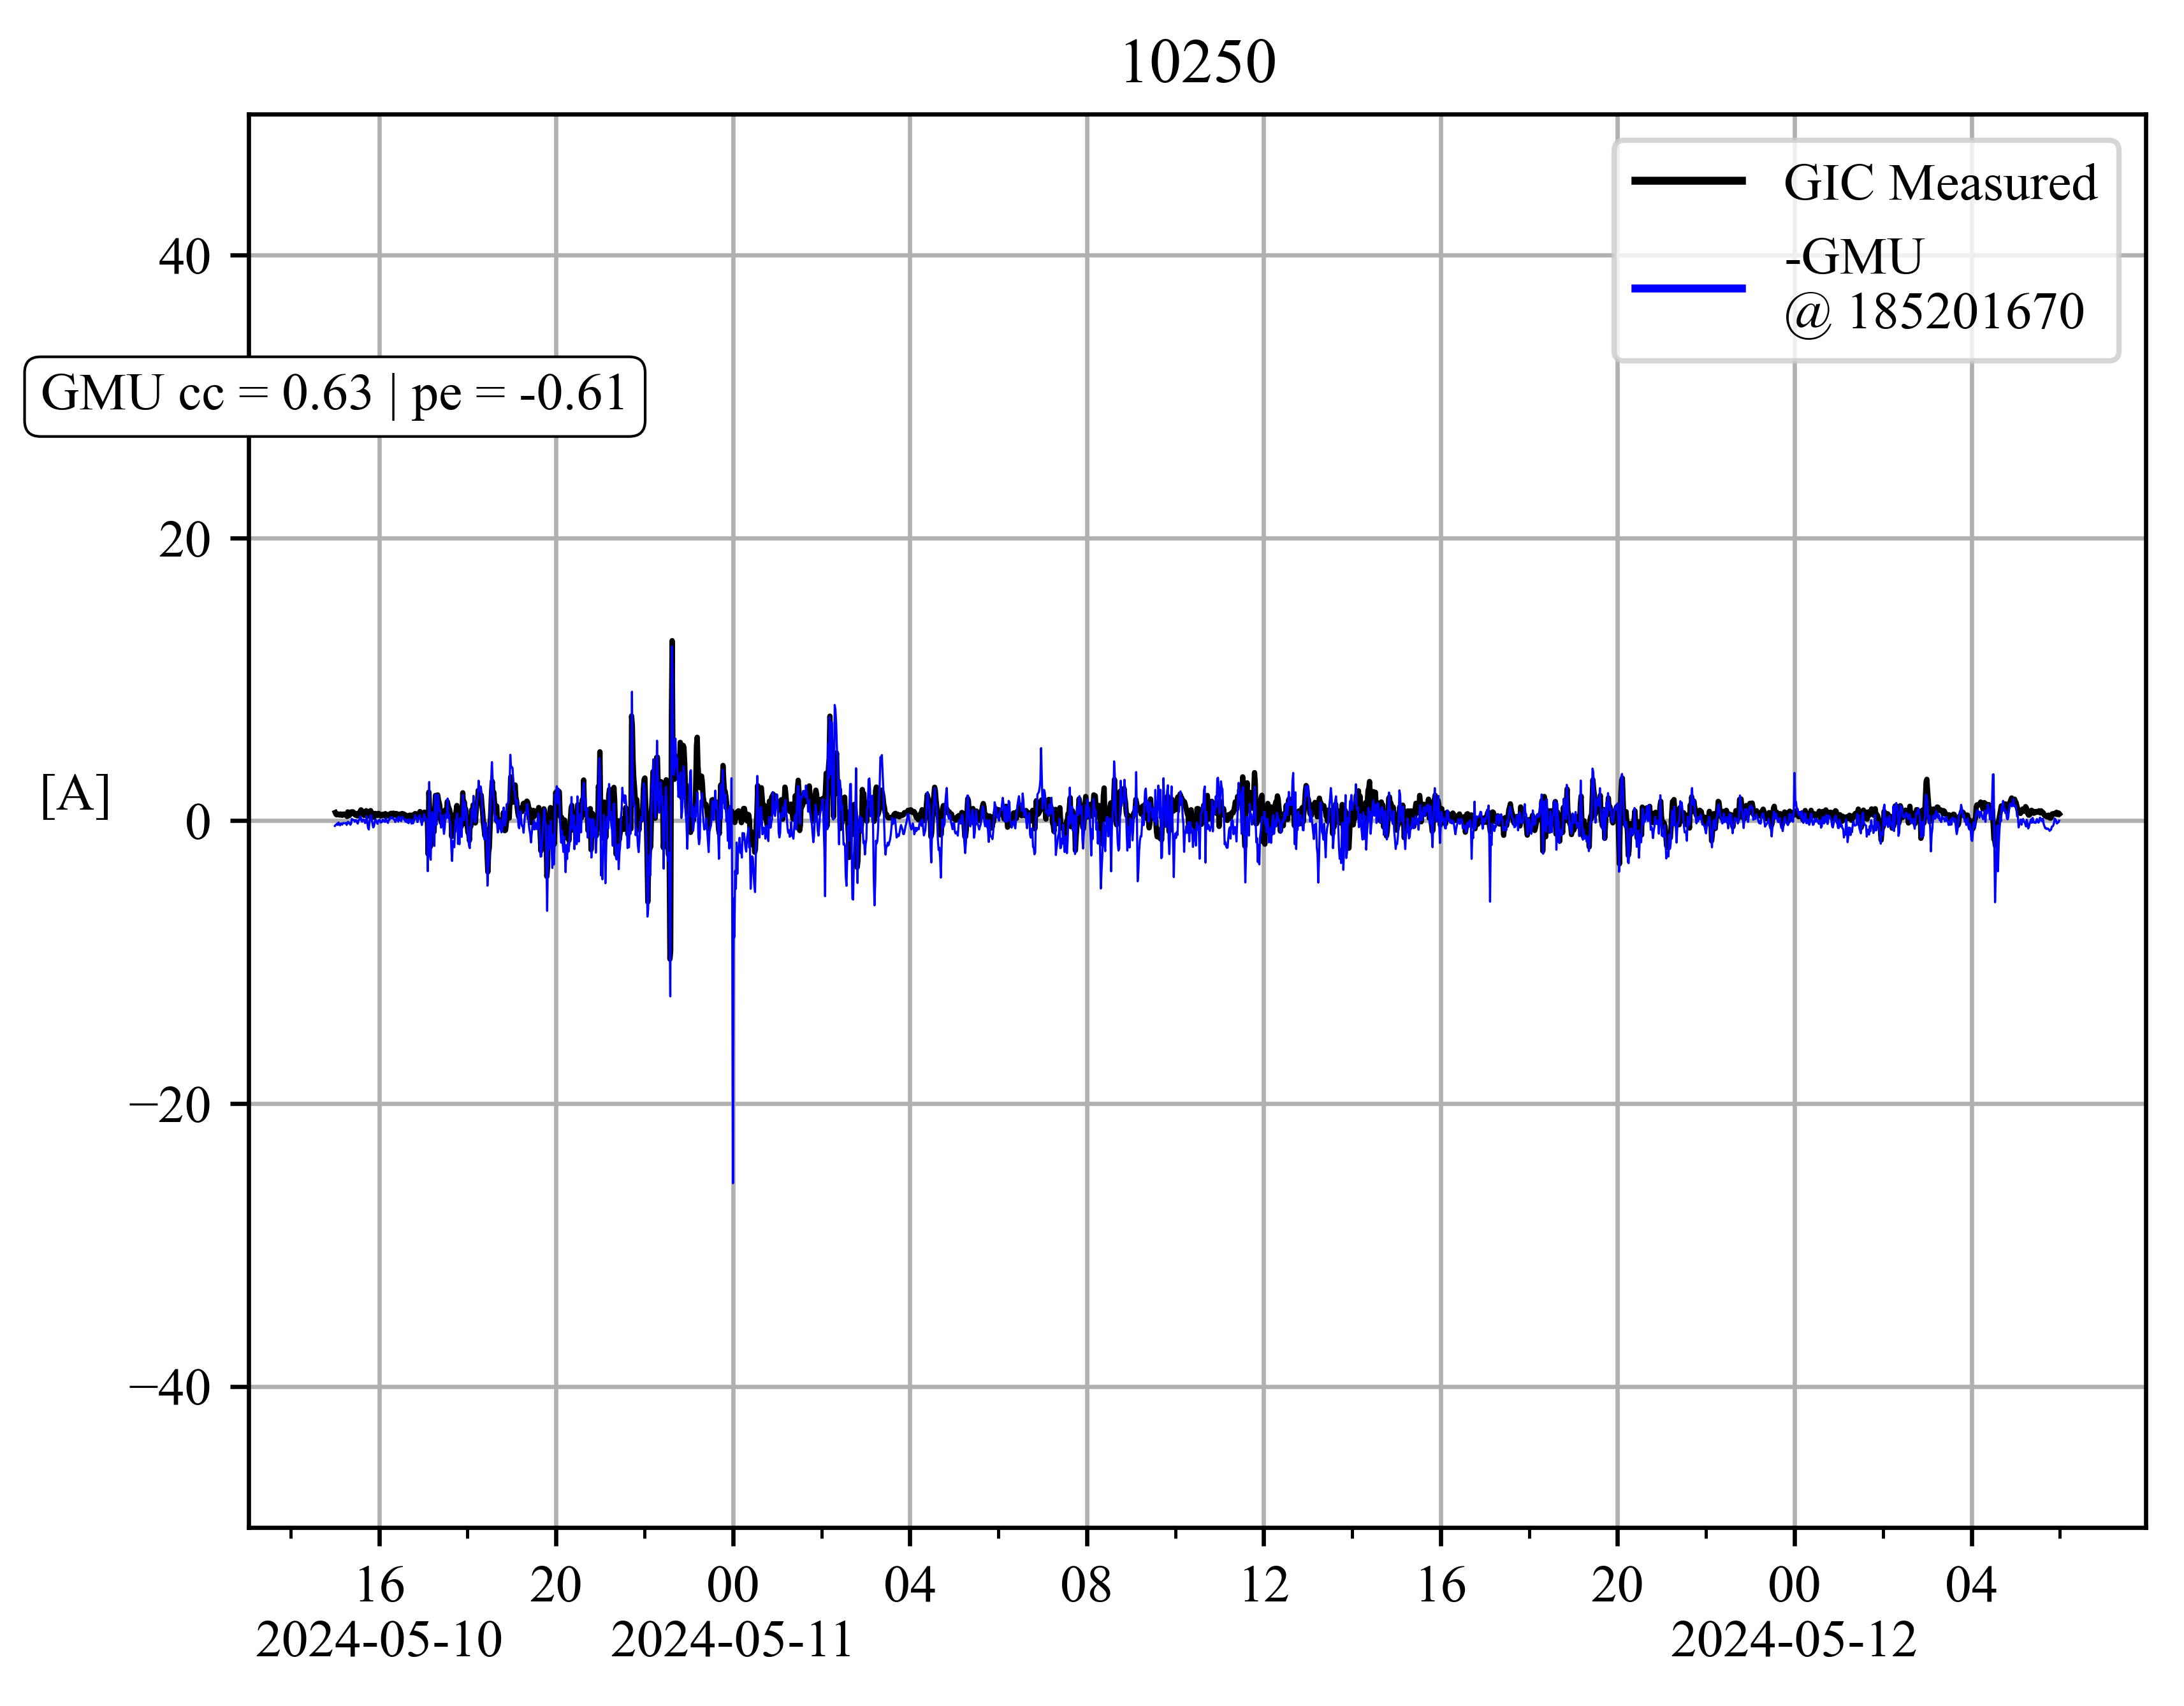 10250
GIC Measured
-GMU
@ 185201670
GMU cc = 0.63 | pe = -0.61
[A]
40
20
0
−20
−40
16 20 00 04 08 12 16 20 00 04
2024-05-10 2024-05-11 2024-05-12